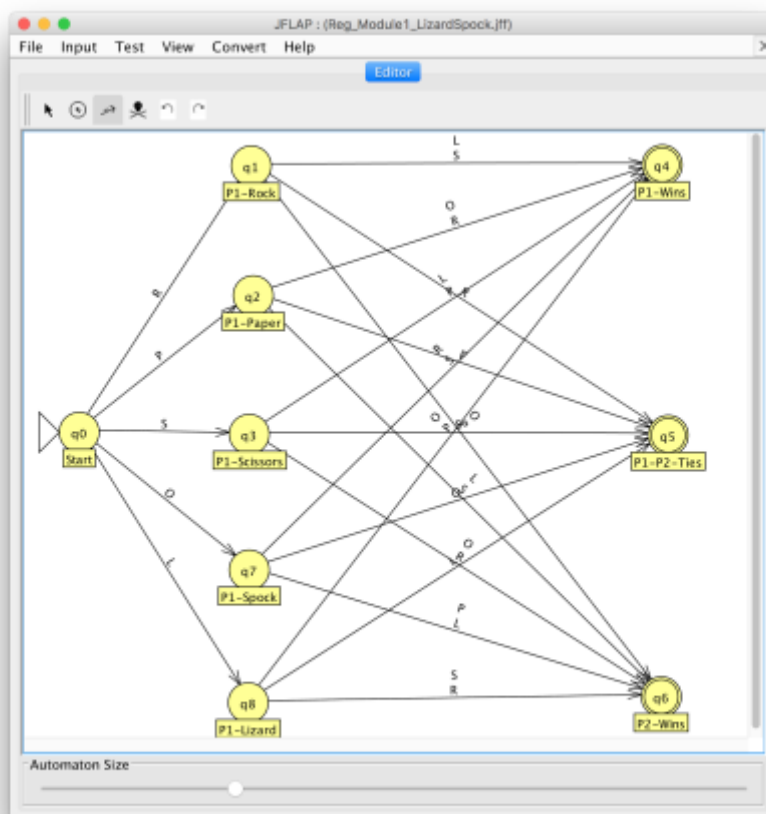 JFLAP : (Reg_Module1_LizardSpock.jff)
File Input Test View Convert Help
Editor
L
S
q1
q4
P1-Rock
P1-Wins
O
R
R
q2
P1-Paper
P
S
q0
Start
q3
P1-Scissors
q5
P1-P2-Ties
O
L
q7
P1-Spock
P
L
O
S
R
q8
P1-Lizard
q6
P2-Wins
Automaton Size